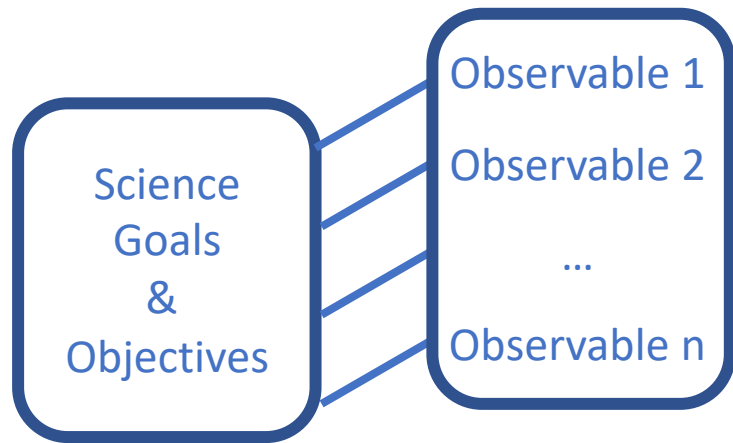 Science
Goals
&
Objectives
Observable 1
Observable 2
...
Observable n